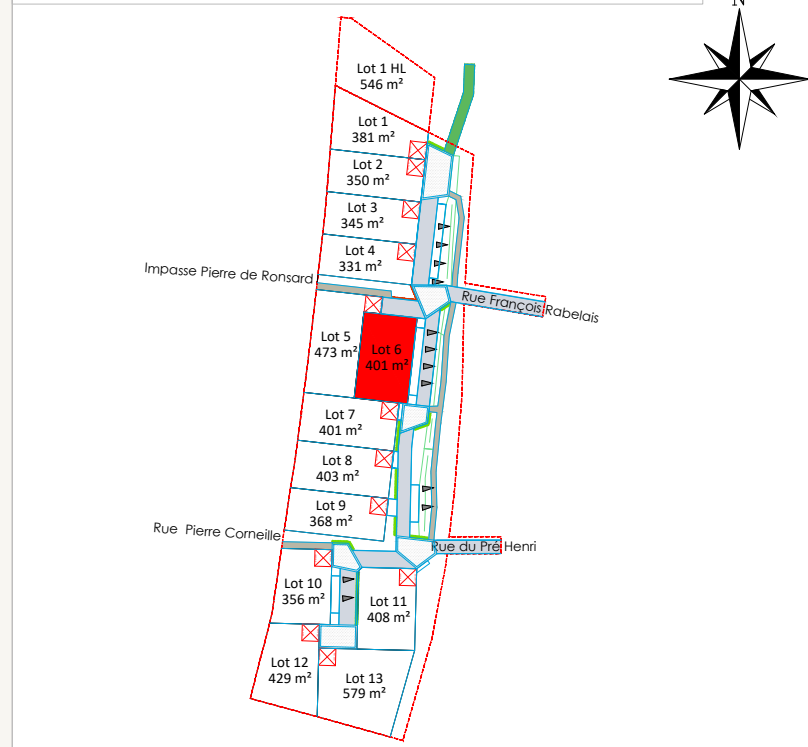 N
Lot 1 HL
546 m²
Lot 1
381 m²
Lot 2
350 m²
Lot 3
345 m²
Lot 4
331 m²
Impasse Pierre de Ronsard
Rue François Rabelais
Lot 5
473 m²
Lot 6
401 m²
Lot 7
401 m²
Lot 8
403 m²
Lot 9
368 m²
Rue Pierre Corneille
Rue du Pré Henri
Lot 10
356 m²
Lot 11
408 m²
Lot 12
429 m²
Lot 13
579 m²